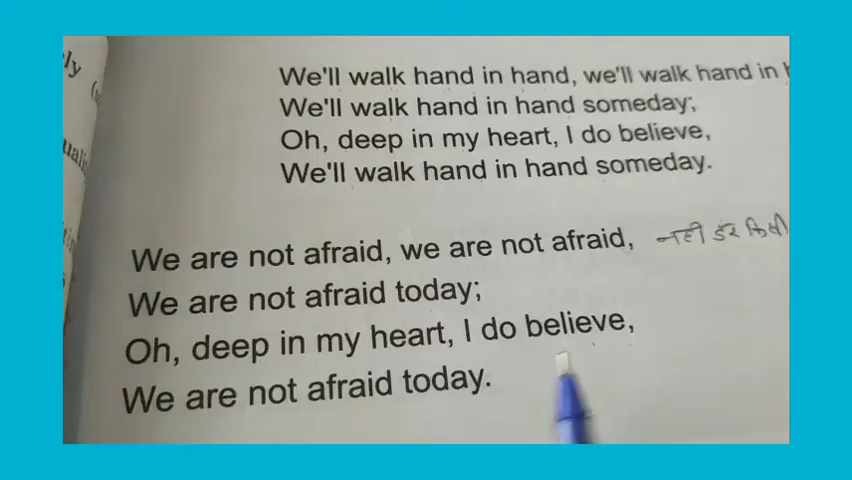 ly
We'll walk hand in hand, we'll walk hand in
We'll walk hand in hand someday;
Oh, deep in my heart, I do believe,
We'll walk hand in hand someday.
We are not afraid, we are not afraid, नहीं डर किसी
We are not afraid today;
Oh, deep in my heart, I do believe,
We are not afraid today.